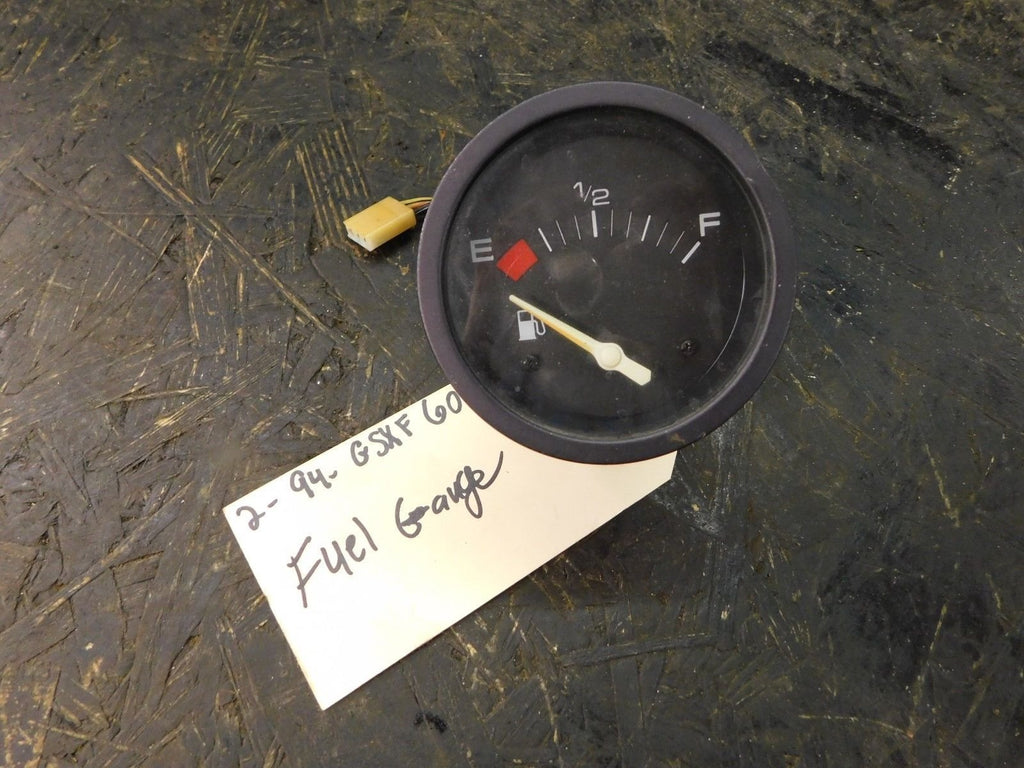 1/2
E F
2-94-GSXF 60
Fuel Gauge